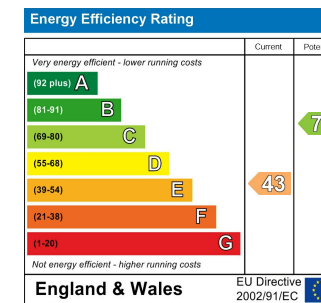 Energy Efficiency Rating
Current
Very energy efficient - lower running costs
(92 plus) A
(81-91) B
(69-80) C
(55-68) D
(39-54) E
43
(21-38) F
(1-20) G
Not energy efficient - higher running costs
England & Wales
EU Directive
2002/91/EC